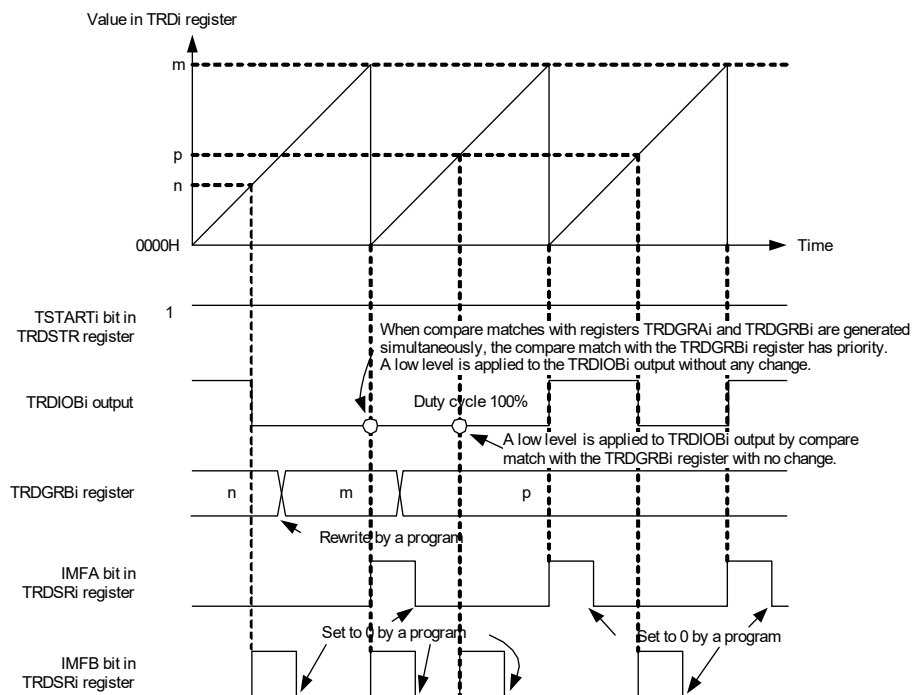 Value in TRDi register
m
p
n
0000H
Time
TSTARTi bit in
TRDSTR register
1
When compare matches with registers TRDGRAi and TRDGRBi are generated
simultaneously, the compare match with the TRDGRBi register has priority.
A low level is applied to the TRDIOBi output without any change.
TRDIOBi output
Duty cycle 100%
A low level is applied to TRDIOBi output by compare
match with the TRDGRBi register with no change.
TRDGRBi register
n
m
p
Rewrite by a program
IMFA bit in
TRDSRi register
Set to 0 by a program
Set to 0 by a program
IMFB bit in
TRDSRi register